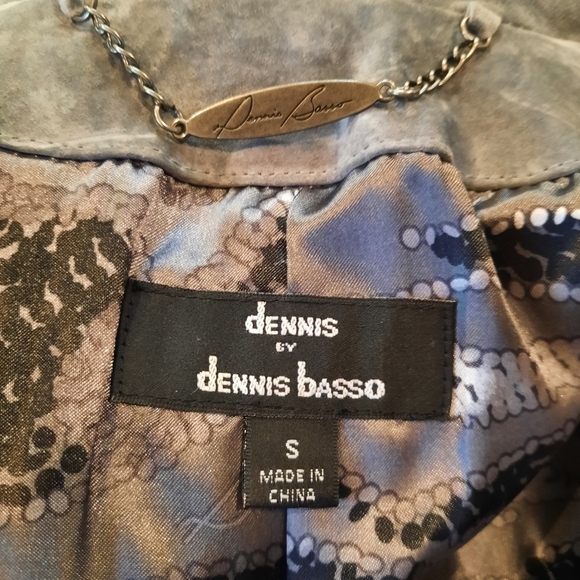 Dennis Basso
dENNIS
BY
dENNIS basso
S
MADE IN
CHINA